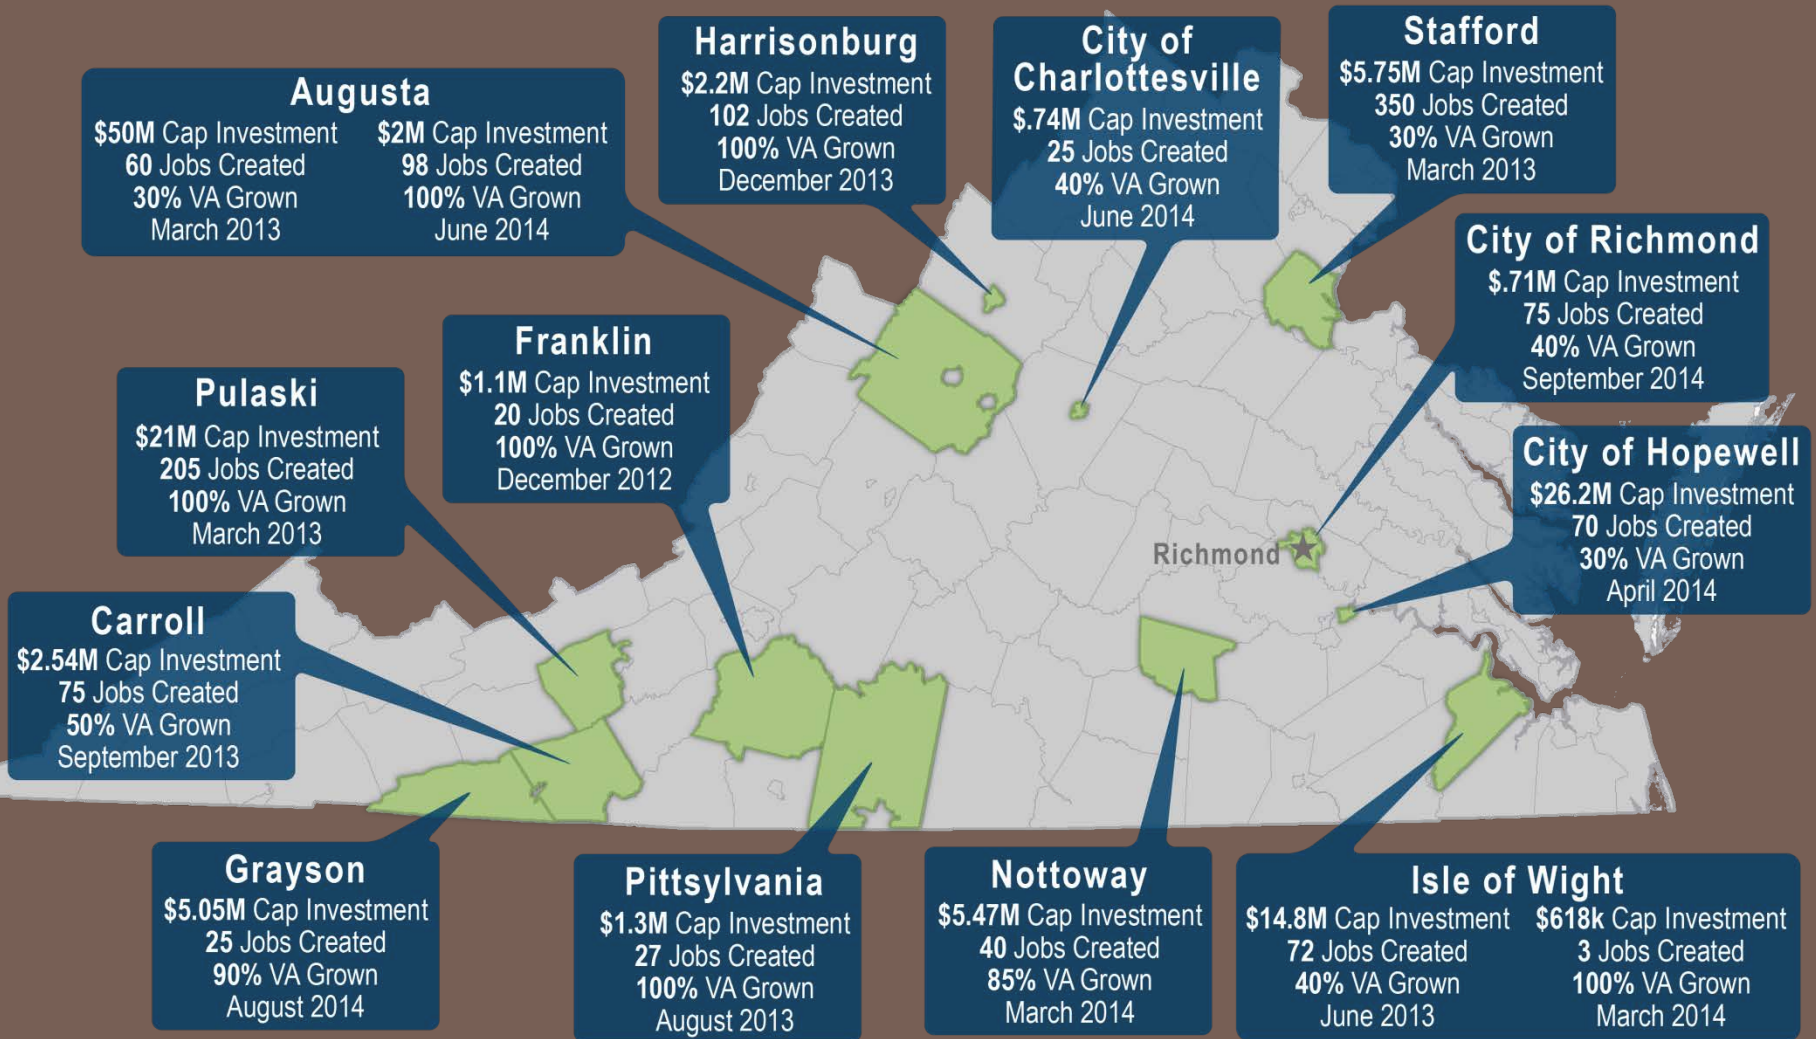 Harrisonburg
$2.2M Cap Investment
102 Jobs Created
100% VA Grown
December 2013
City of
Charlottesville
$.74M Cap Investment
25 Jobs Created
40% VA Grown
June 2014
Stafford
$5.75M Cap Investment
350 Jobs Created
30% VA Grown
March 2013
Augusta
$50M Cap Investment
60 Jobs Created
30% VA Grown
March 2013
$2M Cap Investment
98 Jobs Created
100% VA Grown
June 2014
City of Richmond
$.71M Cap Investment
75 Jobs Created
40% VA Grown
September 2014
Franklin
$1.1M Cap Investment
20 Jobs Created
100% VA Grown
December 2012
Pulaski
$21M Cap Investment
205 Jobs Created
100% VA Grown
March 2013
City of Hopewell
$26.2M Cap Investment
70 Jobs Created
30% VA Grown
April 2014
Richmond
Carroll
$2.54M Cap Investment
75 Jobs Created
50% VA Grown
September 2013
Grayson
$5.05M Cap Investment
25 Jobs Created
90% VA Grown
August 2014
Pittsylvania
$1.3M Cap Investment
27 Jobs Created
100% VA Grown
August 2013
Nottoway
$5.47M Cap Investment
40 Jobs Created
85% VA Grown
March 2014
Isle of Wight
$14.8M Cap Investment
72 Jobs Created
40% VA Grown
June 2013
$618k Cap Investment
3 Jobs Created
100% VA Grown
March 2014